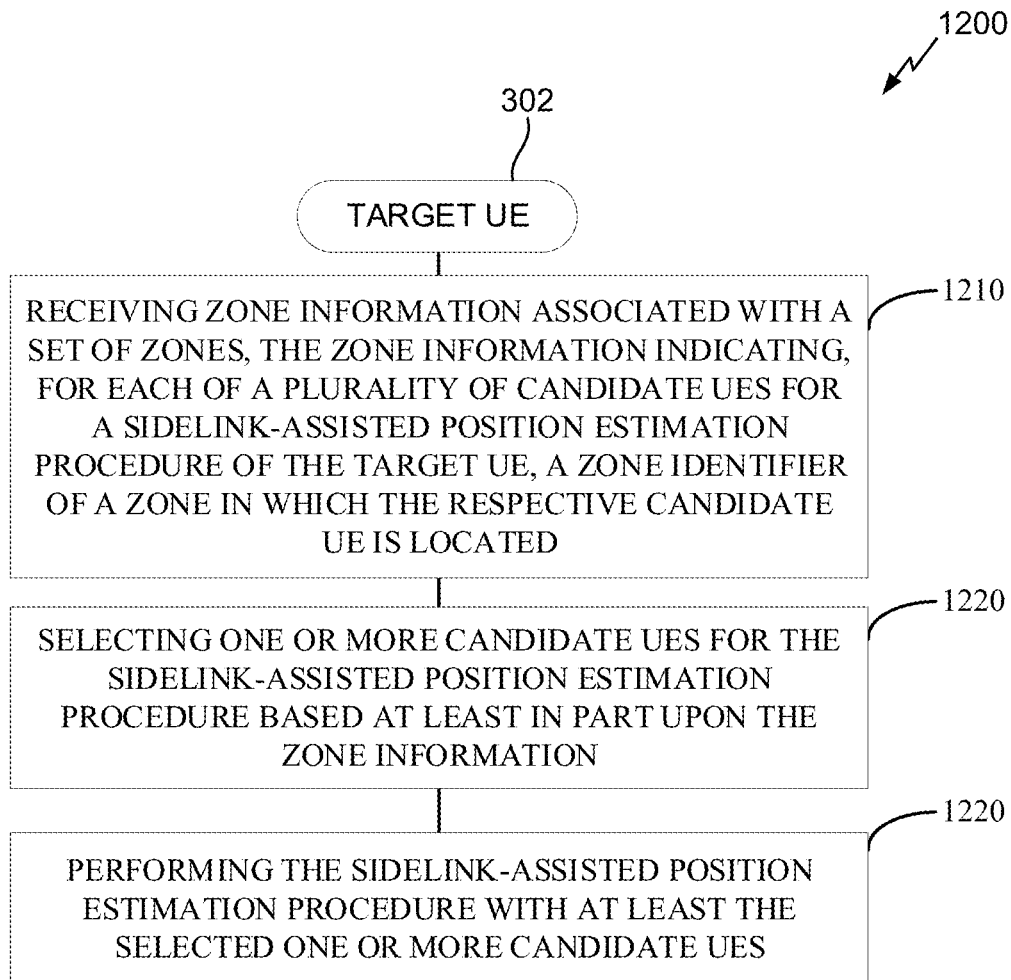 1200
302
TARGET UE
1210
RECEIVING ZONE INFORMATION ASSOCIATED WITH A
SET OF ZONES, THE ZONE INFORMATION INDICATING,
FOR EACH OF A PLURALITY OF CANDIDATE UES FOR
A SIDELINK-ASSISTED POSITION ESTIMATION
PROCEDURE OF THE TARGET UE, A ZONE IDENTIFIER
OF A ZONE IN WHICH THE RESPECTIVE CANDIDATE
UE IS LOCATED
1220
SELECTING ONE OR MORE CANDIDATE UES FOR THE
SIDELINK-ASSISTED POSITION ESTIMATION
PROCEDURE BASED AT LEAST IN PART UPON THE
ZONE INFORMATION
1220
PERFORMING THE SIDELINK-ASSISTED POSITION
ESTIMATION PROCEDURE WITH AT LEAST THE
SELECTED ONE OR MORE CANDIDATE UES